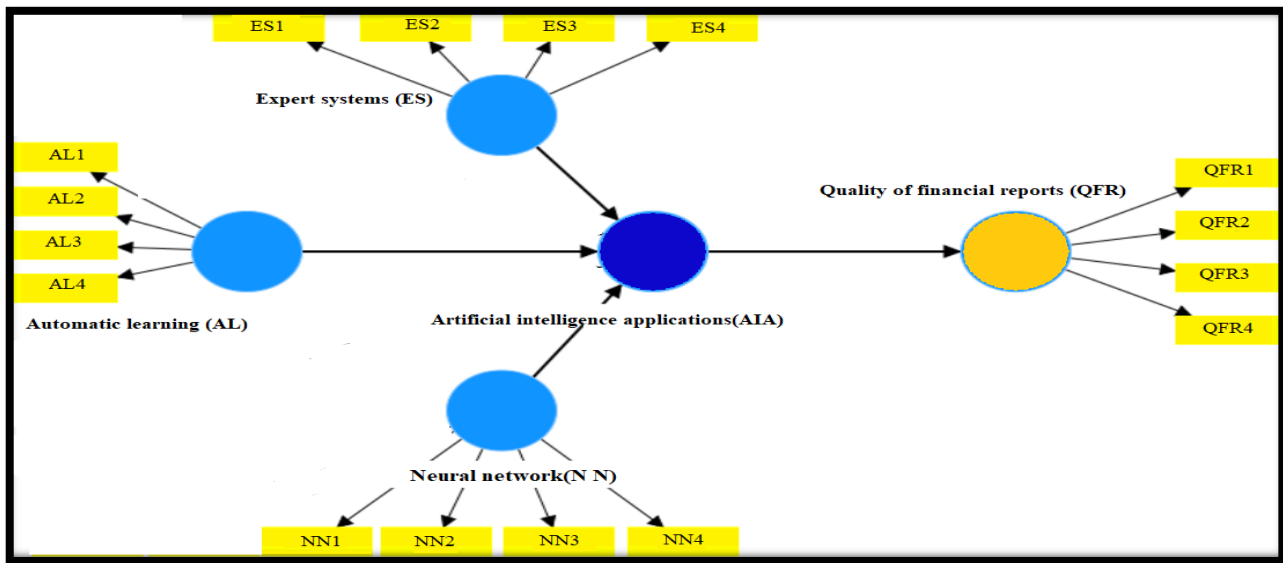 ES1
ES2
ES3
ES4
Expert systems (ES)
AL1
AL2
AL3
AL4
Automatic learning (AL)
Quality of financial reports (QFR)
QFR1
QFR2
QFR3
QFR4
Artificial intelligence applications(AIA)
Neural network(N N)
NN1
NN2
NN3
NN4